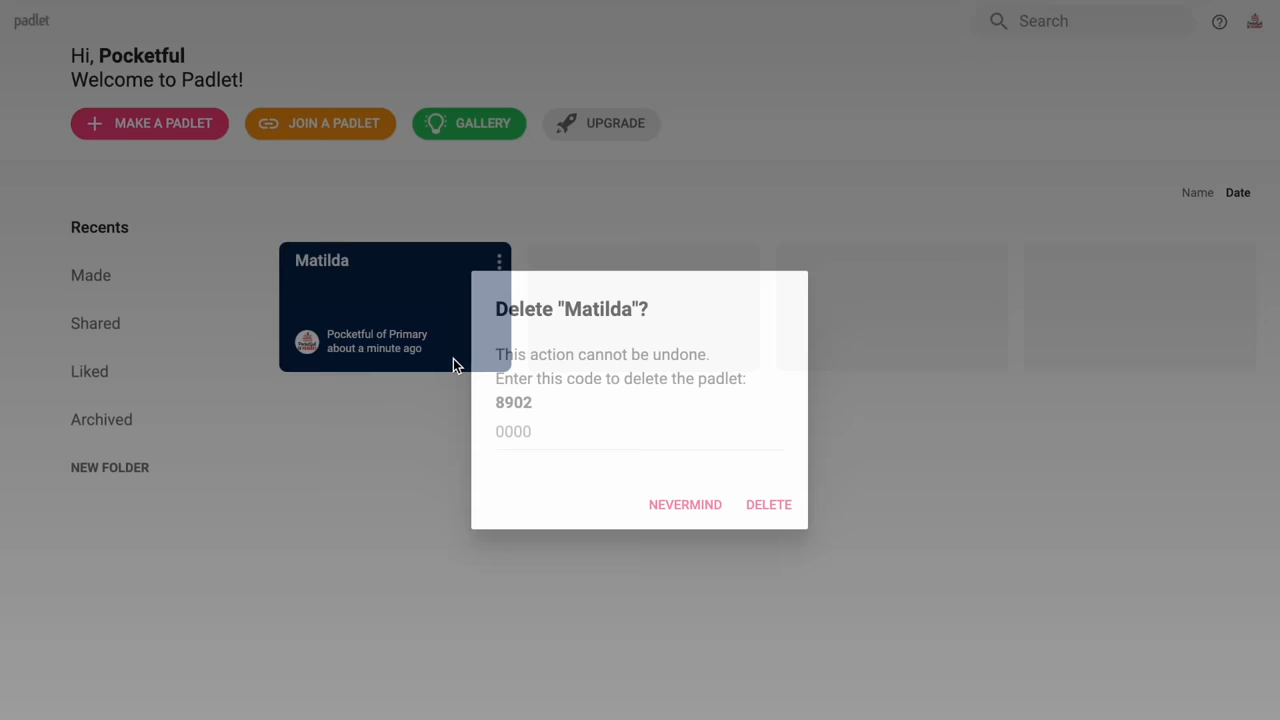 padlet
Search
Hi, Pocketful
Welcome to Padlet!
MAKE A PADLET
JOIN A PADLET
GALLERY
UPGRADE
Name Date
Recents
Made
Shared
Liked
Archived
NEW FOLDER
Matilda
Pocketful of Primary
about a minute ago
Delete "Matilda"?
This action cannot be undone.
Enter this code to delete the padlet:
8902
0000
NEVERMIND DELETE